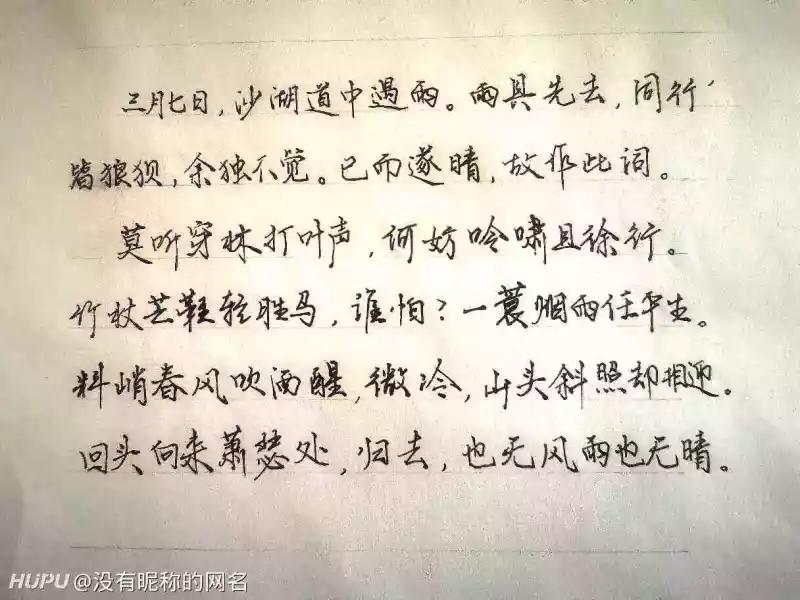 三月七日，沙湖道中遇雨。雨具先去，同行
皆狼狈，余独不觉。已而遂晴，故作此词。
莫听穿林打叶声，何妨吟啸且徐行。
竹杖芒鞋轻胜马，谁怕？一蓑烟雨任平生。
料峭春风吹酒醒，微冷，山头斜照却相迎。
回头向来萧瑟处，归去，也无风雨也无晴。
HUPU @没有昵称的网名